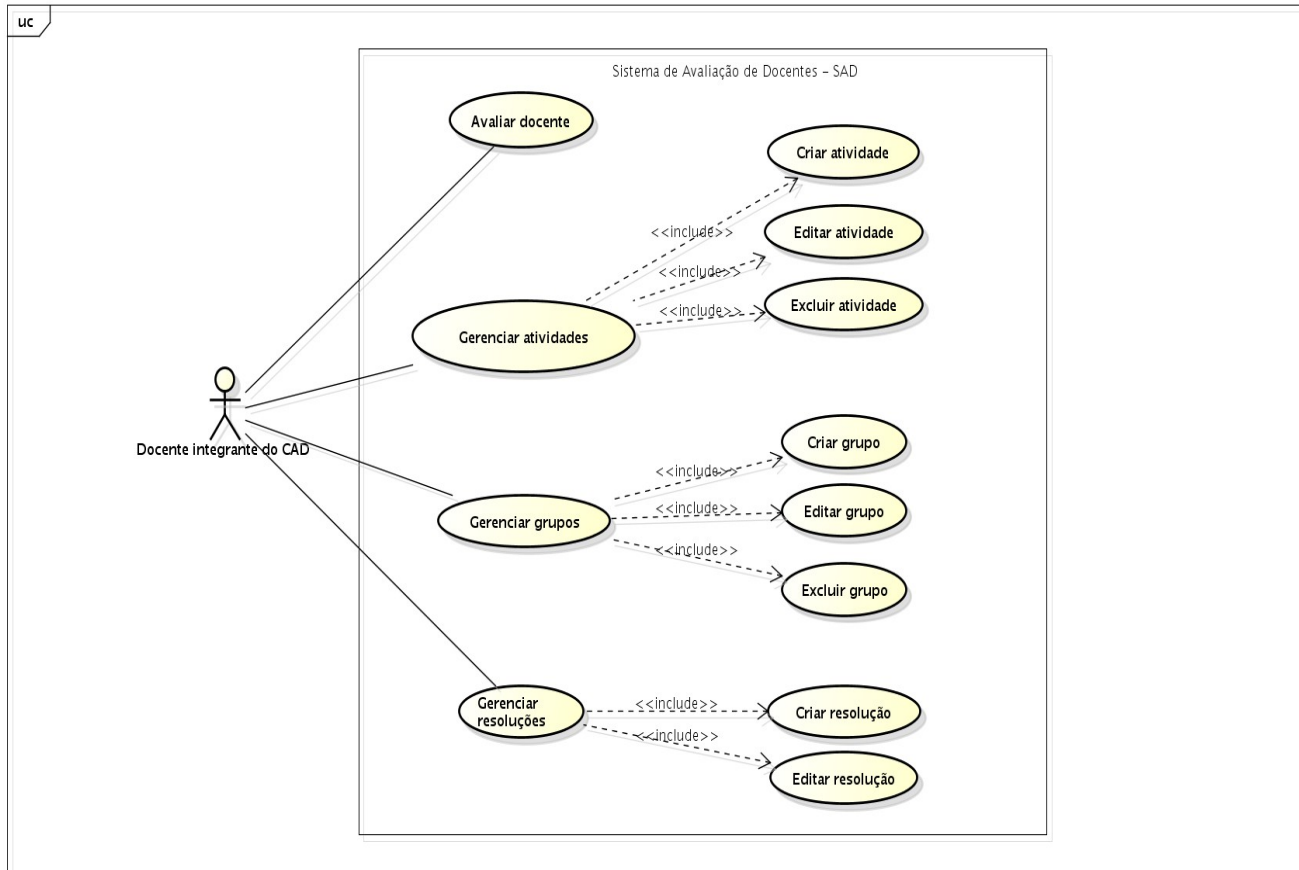 uc
Sistema de Avaliação de Docentes - SAD
Avaliar docente
Criar atividade
<<include>>
Editar atividade
<<include>>
Excluir atividade
<<include>>
Gerenciar atividades
Docente integrante do CAD
Criar grupo
<<include>>
Editar grupo
<<include>>
Gerenciar grupos
<<include>>
Excluir grupo
Gerenciar
resoluções
<<include>>
Criar resolução
<<include>>
Editar resolução